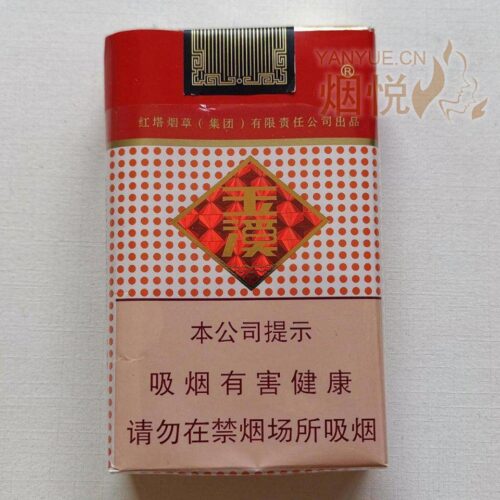 YANYUE.CN
烟悦
®
红塔烟草(集团)有限责任公司出品
玉溪
本公司提示
吸烟有害健康
请勿在禁烟场所吸烟